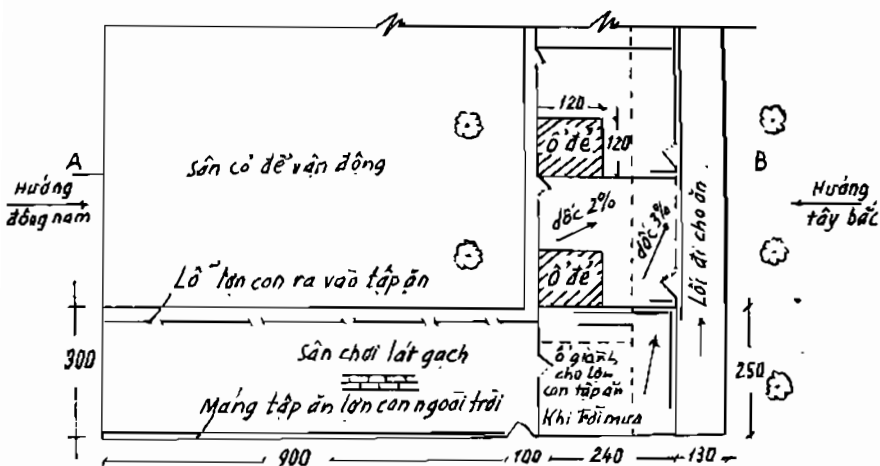 120
ổ đẻ
120
A
Sân cỏ để vận động
B
Hướng
đông nam
Hướng
tây bắc
dốc 2%
dốc 3%
Lối đi cho ăn
ổ đẻ
Lỗ lợn con ra vào tập ăn
300
Sân chơi lát gạch
ổ giành
cho lợn
con tập ăn
Khi trời mưa
250
Máng tập ăn lợn con ngoài trời
900
100
240
130